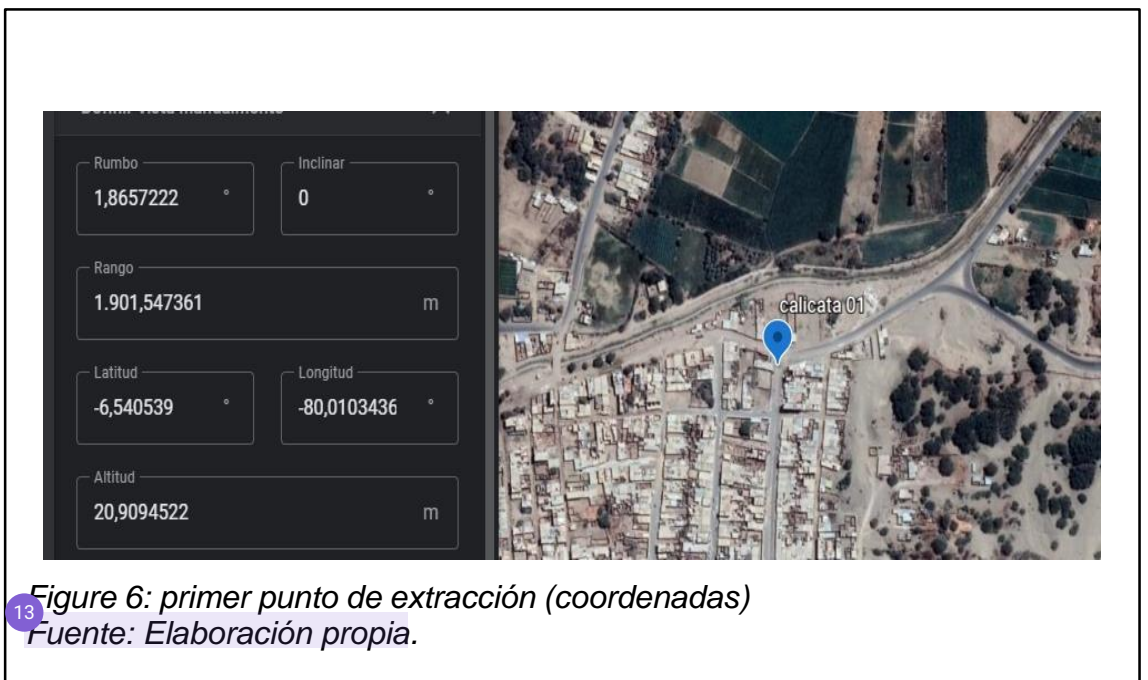 Rumbo
1,8657222 °
Inclinar
0 °
Rango
1.901,547361 m
Latitud
-6,540539 °
Longitud
-80,0103436 °
Altitud
20,9094522 m
calicata 01
Figure 6: primer punto de extracción (coordenadas)
13
Fuente: Elaboración propia.